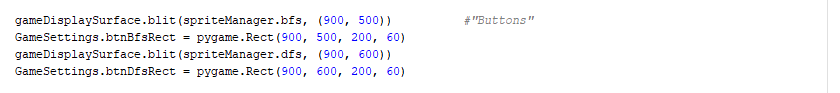 gameDisplaySurface.blit(spriteManager.bfs, (900, 500))          #"Buttons"
GameSettings.btnBfsRect = pygame.Rect(900, 500, 200, 60)
gameDisplaySurface.blit(spriteManager.dfs, (900, 600))
GameSettings.btnDfsRect = pygame.Rect(900, 600, 200, 60)